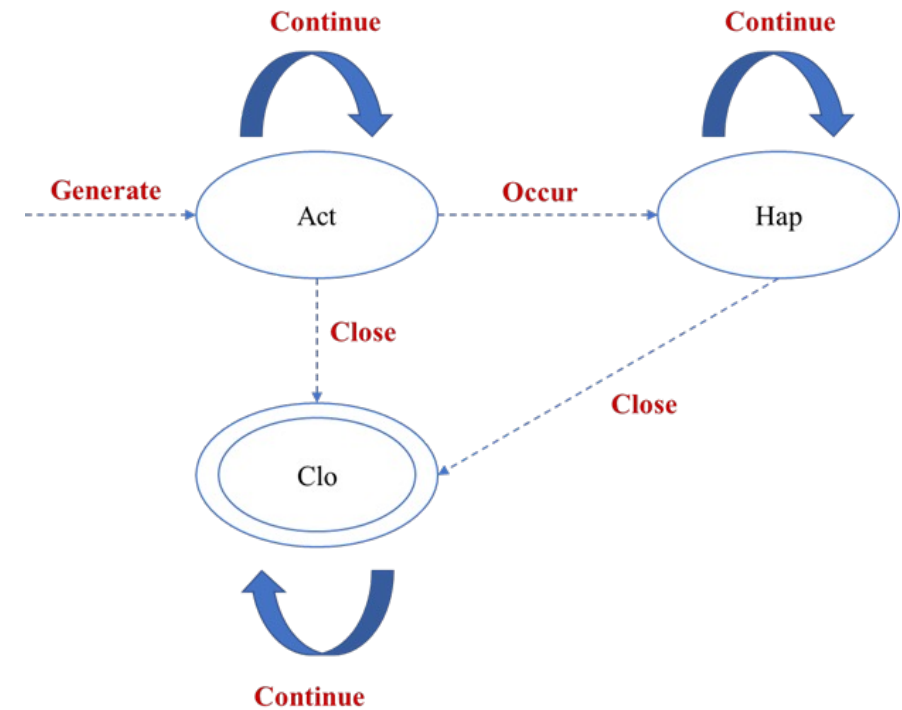 Continue
Continue
Generate
Act
Occur
Hap
Close
Close
Clo
Continue